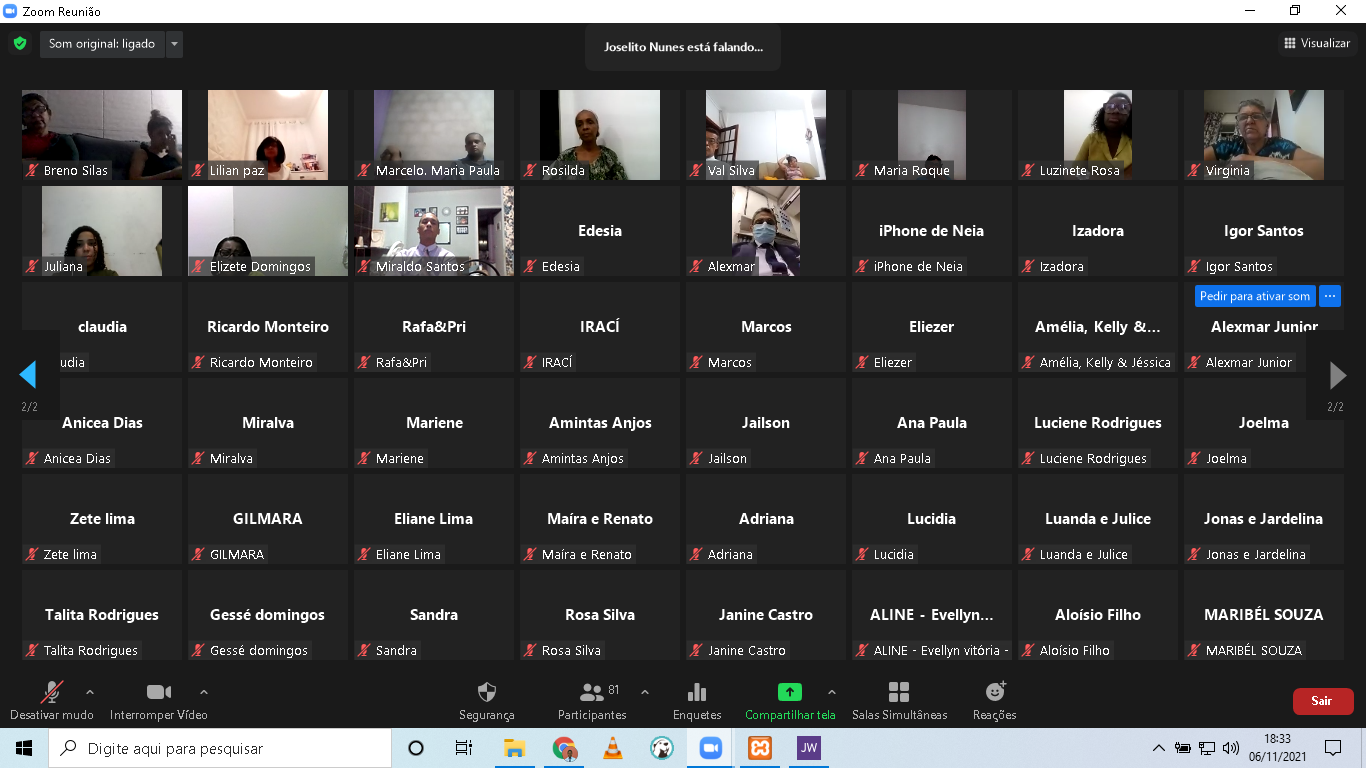 Zoom Reunião
Som original: ligado
Joselito Nunes está falando...
Visualizar
Breno Silas
Lilian paz
Marcelo. Maria Paula
Rosilda
Val Silva
Maria Roque
Luzinete Rosa
Virgínia
Juliana
Elizete Domingos
Miraldo Santos
Edesia
Edesia
Alexmar
iPhone de Neia
iPhone de Neia
Izadora
Izadora
Igor Santos
Igor Santos
Pedir para ativar som ...
claudia
udia
Ricardo Monteiro
Ricardo Monteiro
Rafa&Pri
Rafa&Pri
IRACÍ
IRACÍ
Marcos
Marcos
Eliezer
Eliezer
Amélia, Kelly &...
Amélia, Kelly & Jéssica
Alexmar Junior
Alexmar Junior
2/2
2/2
Anicea Dias
Anicea Dias
Miralva
Miralva
Mariene
Mariene
Amintas Anjos
Amintas Anjos
Jailson
Jailson
Ana Paula
Ana Paula
Luciene Rodrigues
Luciene Rodrigues
Joelma
Joelma
Zete lima
Zete lima
GILMARA
GILMARA
Eliane Lima
Eliane Lima
Maíra e Renato
Maíra e Renato
Adriana
Adriana
Lucidia
Lucidia
Luanda e Julice
Luanda e Julice
Jonas e Jardelina
Jonas e Jardelina
Talita Rodrigues
Talita Rodrigues
Gessé domingos
Gessé domingos
Sandra
Sandra
Rosa Silva
Rosa Silva
Janine Castro
Janine Castro
ALINE - Evellyn...
ALINE - Evellyn vitória -
Aloísio Filho
Aloísio Filho
MARIBÉL SOUZA
MARIBÉL SOUZA
Desativar mudo
Interromper Vídeo
Segurança
81
Participantes
Enquetes
Compartilhar tela
Salas Simultâneas
Reações
Sair
Digite aqui para pesquisar
JW
18:33
06/11/2021